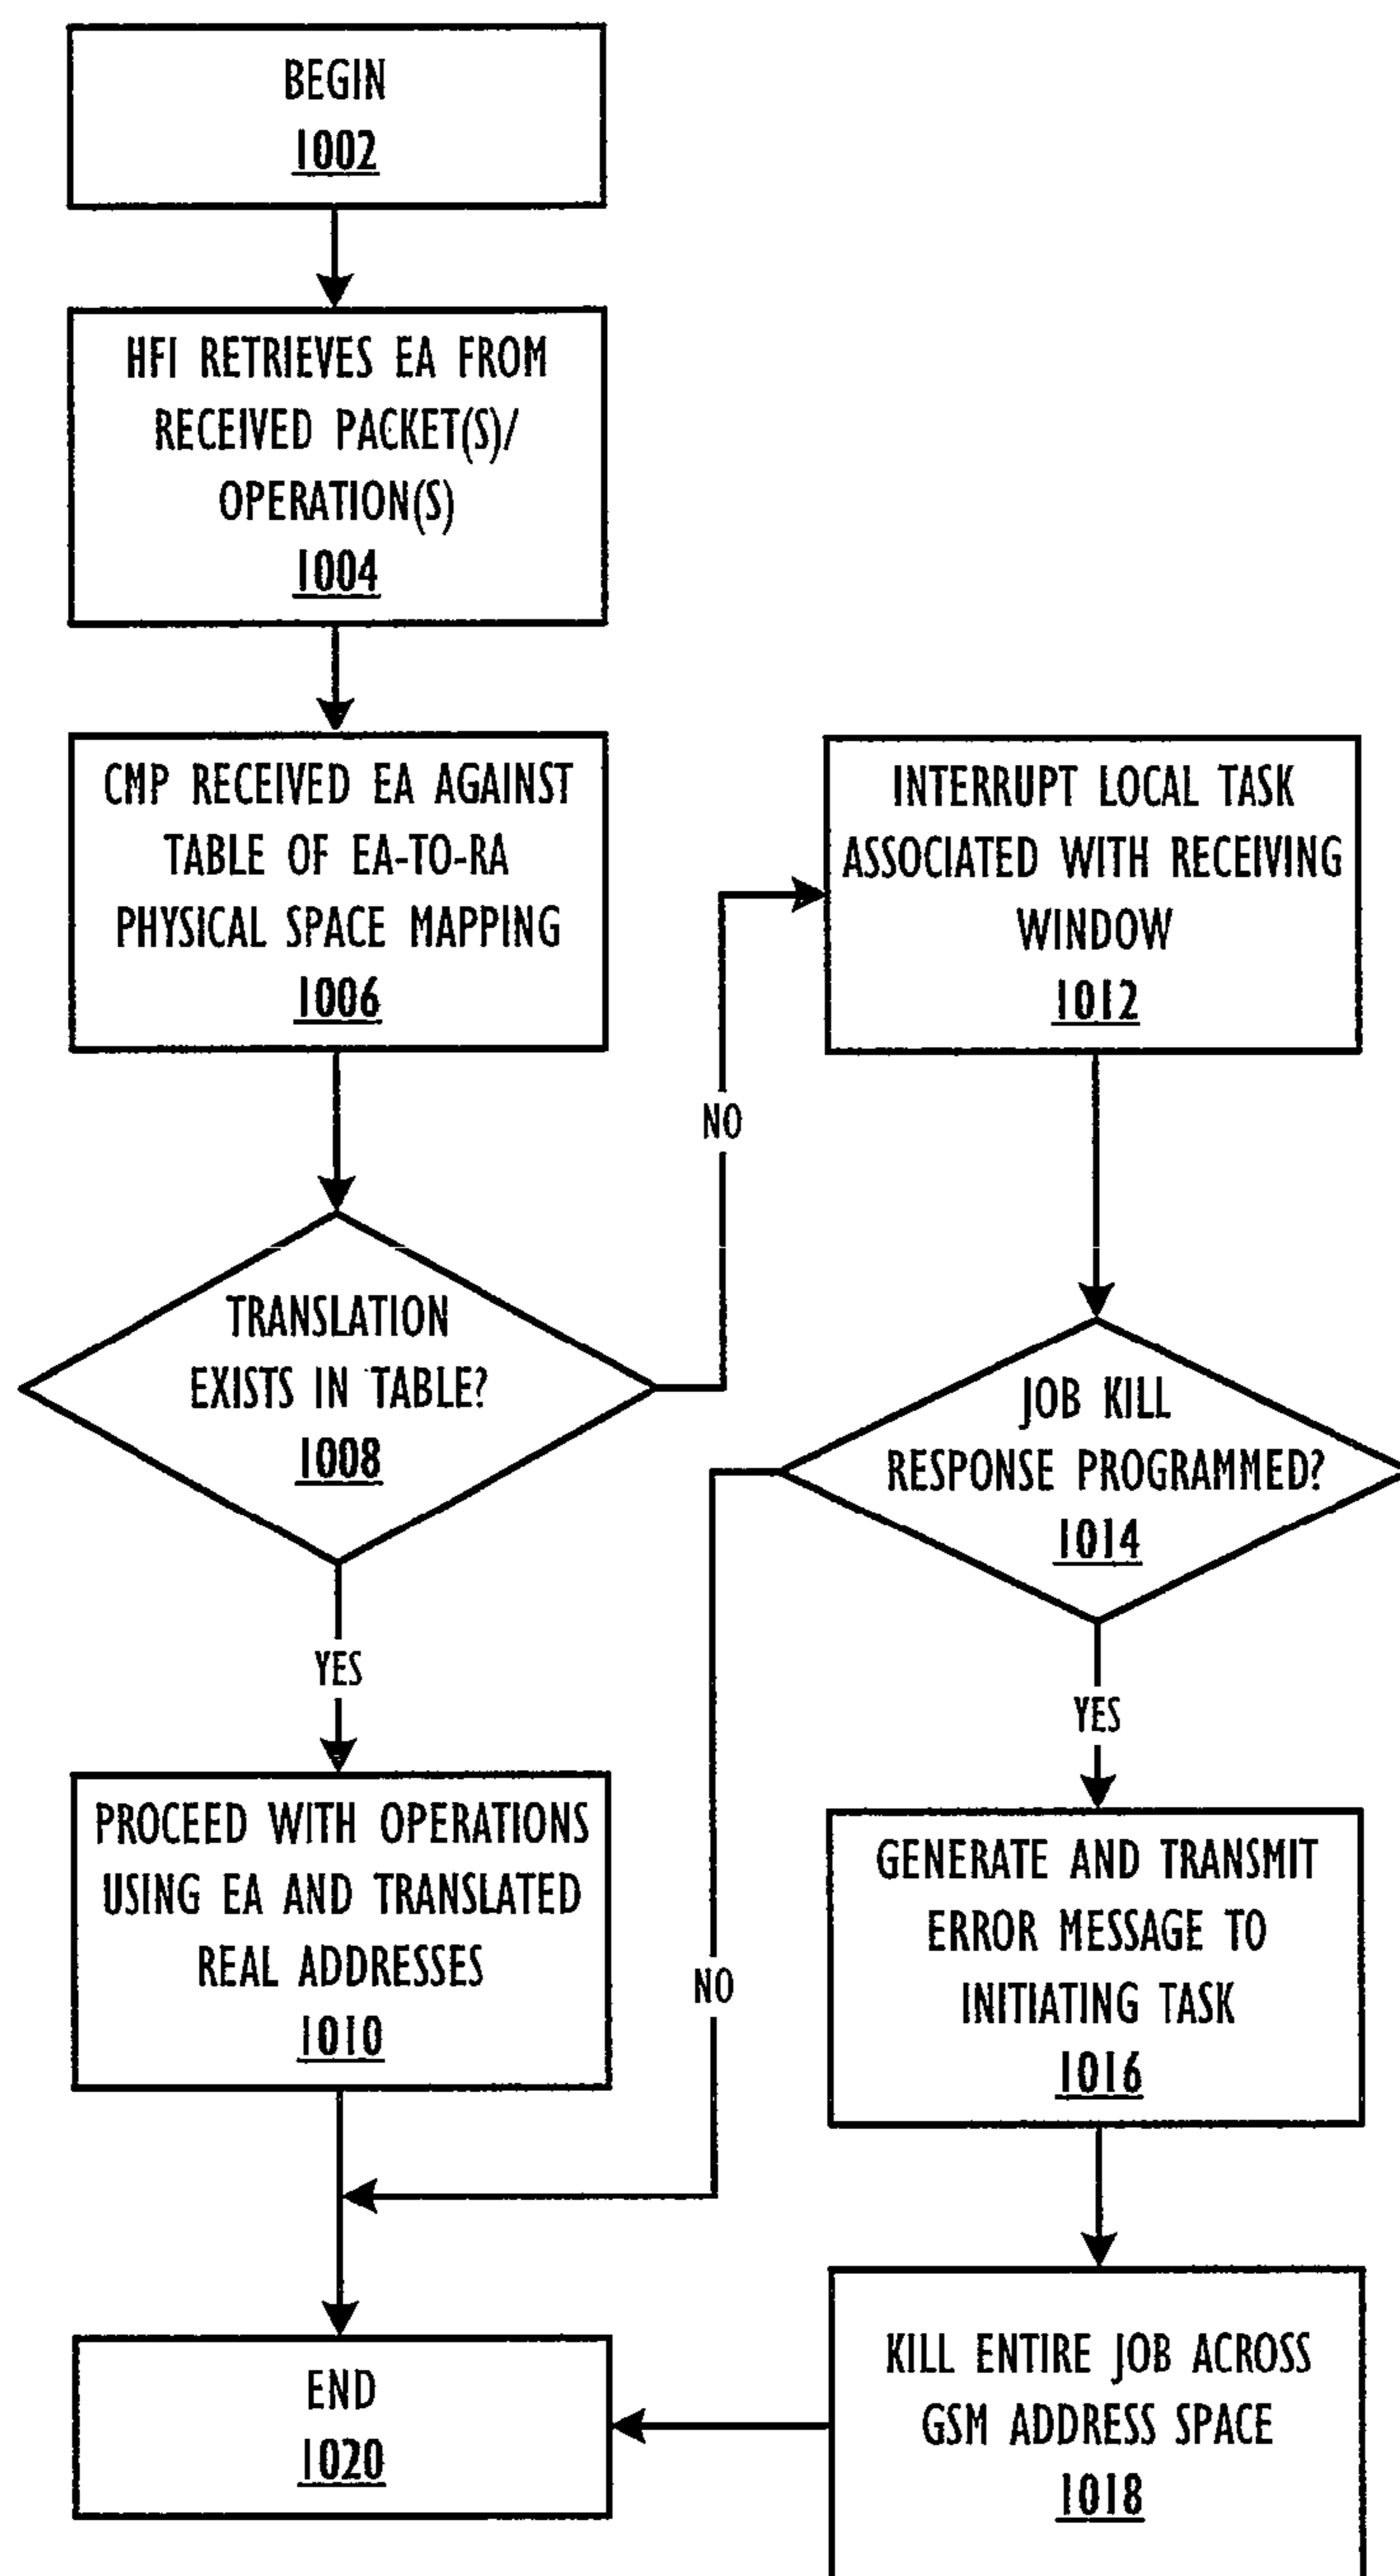 BEGIN
1002
HFI RETRIEVES EA FROM
RECEIVED PACKET(S)/
OPERATION(S)
1004
CMP RECEIVED EA AGAINST
TABLE OF EA-TO-RA
PHYSICAL SPACE MAPPING
1006
TRANSLATION
EXISTS IN TABLE?
1008
YES
PROCEED WITH OPERATIONS
USING EA AND TRANSLATED
REAL ADDRESSES
1010
END
1020
NO
INTERRUPT LOCAL TASK
ASSOCIATED WITH RECEIVING
WINDOW
1012
JOB KILL
RESPONSE PROGRAMMED?
1014
NO
YES
GENERATE AND TRANSMIT
ERROR MESSAGE TO
INITIATING TASK
1016
KILL ENTIRE JOB ACROSS
GSM ADDRESS SPACE
1018